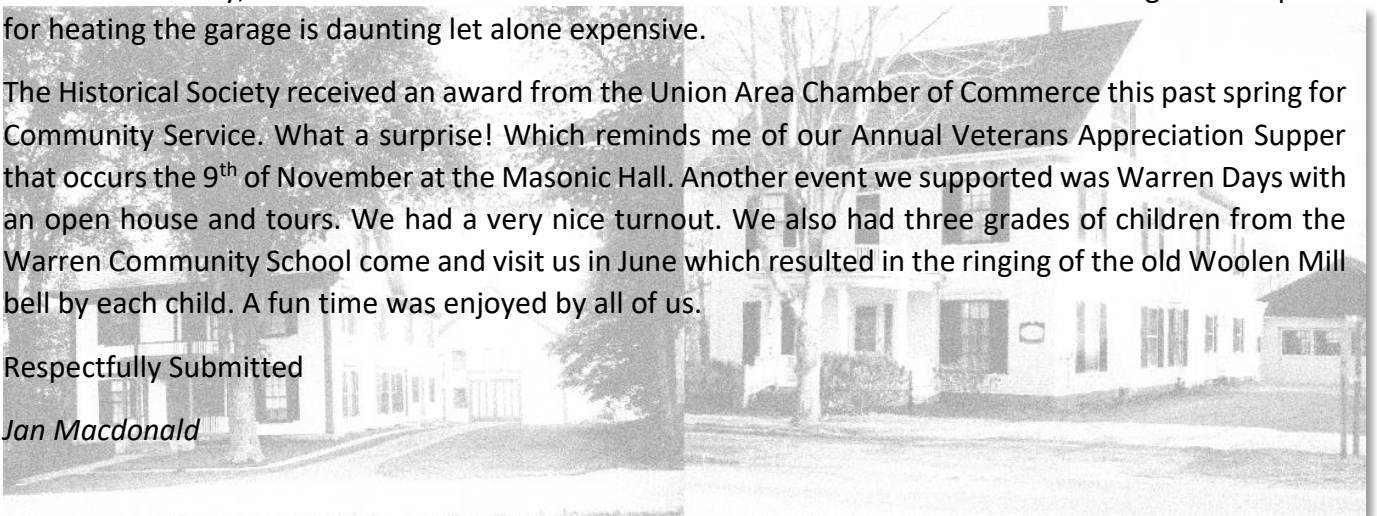 for heating the garage is daunting let alone expensive.
The Historical Society received an award from the Union Area Chamber of Commerce this past spring for
Community Service. What a surprise! Which reminds me of our Annual Veterans Appreciation Supper
that occurs the 9th of November at the Masonic Hall. Another event we supported was Warren Days with
an open house and tours. We had a very nice turnout. We also had three grades of children from the
Warren Community School come and visit us in June which resulted in the ringing of the old Woolen Mill
bell by each child. A fun time was enjoyed by all of us.
Respectfully Submitted
Jan Macdonald